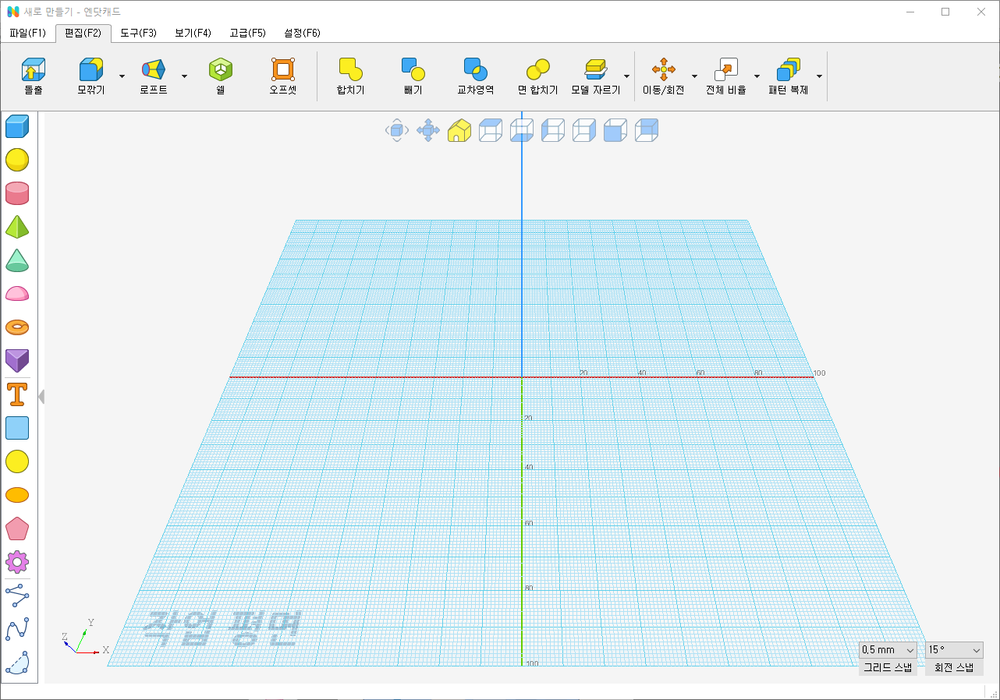 새로 만들기 - 엔닷캐드
파일(F1) 편집(F2) 도구(F3) 보기(F4) 고급(F5) 설정(F6)
돌출 모깎기 로프트 쉘 오프셋 합치기 빼기 교차영역 면 합치기 모델 자르기 이동/회전 전체 비율 패턴 복제
20 40 60 80 100
20
40
60
80
100
작업 평면
Y
Z
X
0,5 mm 15 °
그리드 스냅 회전 스냅